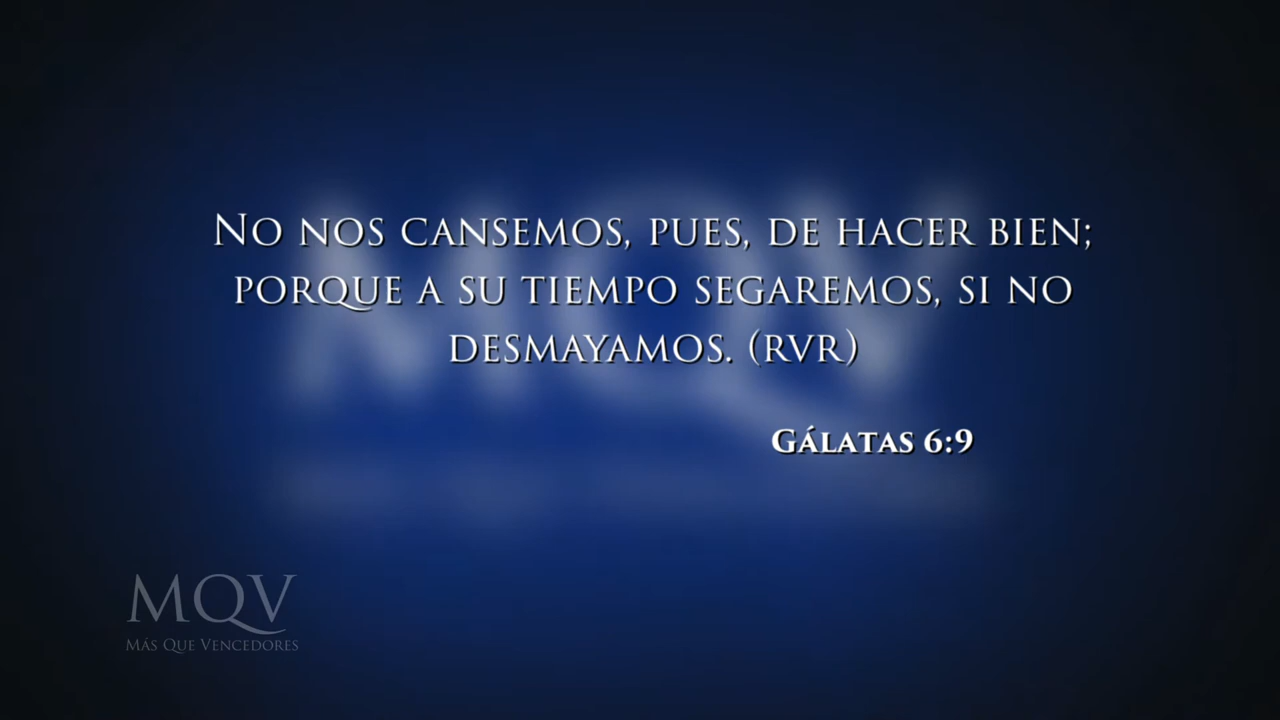 No nos cansemos, pues, de hacer bien;
porque a su tiempo segaremos, si no
desmayamos. (rvr)
Gálatas 6:9
MQV
Más Que Vencedores